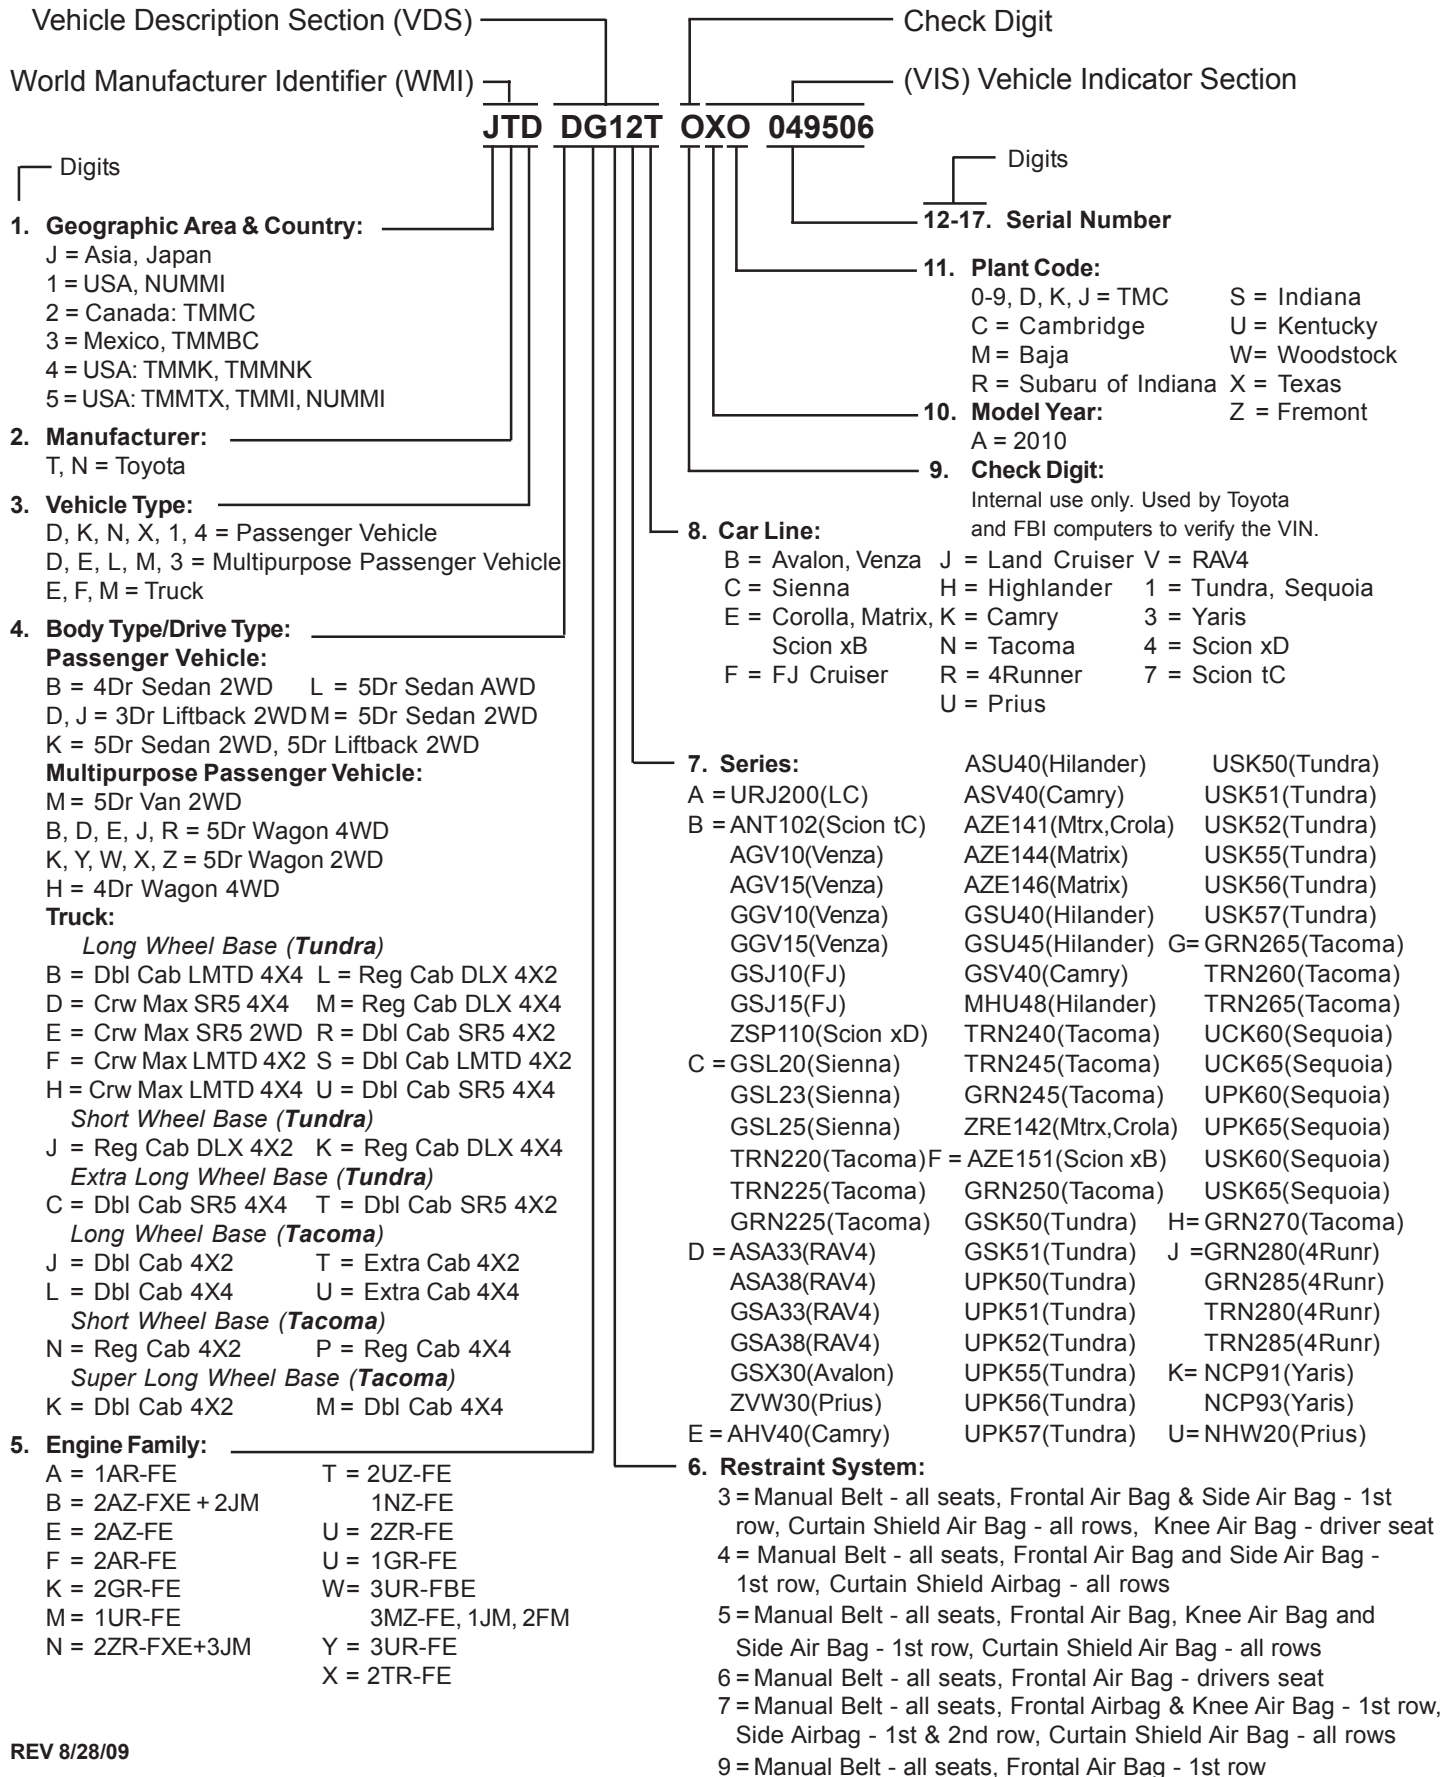 Vehicle Description Section (VDS)
Check Digit
World Manufacturer Identifier (WMI)
(VIS) Vehicle Indicator Section
JTD DG12T OXO 049506
Digits
Digits
1. Geographic Area & Country:
J = Asia, Japan
1 = USA, NUMMI
2 = Canada: TMMC
3 = Mexico, TMMBC
4 = USA: TMMK, TMMNK
5 = USA: TMMTX, TMMI, NUMMI
2. Manufacturer:
T, N = Toyota
3. Vehicle Type:
D, K, N, X, 1, 4 = Passenger Vehicle
D, E, L, M, 3 = Multipurpose Passenger Vehicle
E, F, M = Truck
4. Body Type/Drive Type:
Passenger Vehicle:
B = 4Dr Sedan 2WD L = 5Dr Sedan AWD
D, J = 3Dr Liftback 2WD M = 5Dr Sedan 2WD
K = 5Dr Sedan 2WD, 5Dr Liftback 2WD
Multipurpose Passenger Vehicle:
M = 5Dr Van 2WD
B, D, E, J, R = 5Dr Wagon 4WD
K, Y, W, X, Z = 5Dr Wagon 2WD
H = 4Dr Wagon 4WD
Truck:
Long Wheel Base (Tundra)
B = Dbl Cab LMTD 4X4 L = Reg Cab DLX 4X2
D = Crw Max SR5 4X4 M = Reg Cab DLX 4X4
E = Crw Max SR5 2WD R = Dbl Cab SR5 4X2
F = Crw Max LMTD 4X2 S = Dbl Cab LMTD 4X2
H = Crw Max LMTD 4X4 U = Dbl Cab SR5 4X4
Short Wheel Base (Tundra)
J = Reg Cab DLX 4X2 K = Reg Cab DLX 4X4
Extra Long Wheel Base (Tundra)
C = Dbl Cab SR5 4X4 T = Dbl Cab SR5 4X2
Long Wheel Base (Tacoma)
J = Dbl Cab 4X2 T = Extra Cab 4X2
L = Dbl Cab 4X4 U = Extra Cab 4X4
Short Wheel Base (Tacoma)
N = Reg Cab 4X2 P = Reg Cab 4X4
Super Long Wheel Base (Tacoma)
K = Dbl Cab 4X2 M = Dbl Cab 4X4
5. Engine Family:
A = 1AR-FE T = 2UZ-FE
B = 2AZ-FXE + 2JM 1NZ-FE
E = 2AZ-FE U = 2ZR-FE
F = 2AR-FE U = 1GR-FE
K = 2GR-FE W= 3UR-FBE
M = 1UR-FE 3MZ-FE, 1JM, 2FM
N = 2ZR-FXE+3JM Y = 3UR-FE
X = 2TR-FE
REV 8/28/09
12-17. Serial Number
11. Plant Code:
0-9, D, K, J = TMC S = Indiana
C = Cambridge U = Kentucky
M = Baja W= Woodstock
R = Subaru of Indiana X = Texas
10. Model Year: Z = Fremont
A = 2010
9. Check Digit:
Internal use only. Used by Toyota
and FBI computers to verify the VIN.
8. Car Line:
B = Avalon, Venza J = Land Cruiser V = RAV4
C = Sienna H = Highlander 1 = Tundra, Sequoia
E = Corolla, Matrix, K = Camry 3 = Yaris
Scion xB N = Tacoma 4 = Scion xD
F = FJ Cruiser R = 4Runner 7 = Scion tC
U = Prius
7. Series: ASU40(Hilander) USK50(Tundra)
A = URJ200(LC) ASV40(Camry) USK51(Tundra)
B = ANT102(Scion tC) AZE141(Mtrx,Crola) USK52(Tundra)
AGV10(Venza) AZE144(Matrix) USK55(Tundra)
AGV15(Venza) AZE146(Matrix) USK56(Tundra)
GGV10(Venza) GSU40(Hilander) USK57(Tundra)
GGV15(Venza) GSU45(Hilander) G= GRN265(Tacoma)
GSJ10(FJ) GSV40(Camry) TRN260(Tacoma)
GSJ15(FJ) MHU48(Hilander) TRN265(Tacoma)
ZSP110(Scion xD) TRN240(Tacoma) UCK60(Sequoia)
C = GSL20(Sienna) TRN245(Tacoma) UCK65(Sequoia)
GSL23(Sienna) GRN245(Tacoma) UPK60(Sequoia)
GSL25(Sienna) ZRE142(Mtrx,Crola) UPK65(Sequoia)
TRN220(Tacoma) F = AZE151(Scion xB) USK60(Sequoia)
TRN225(Tacoma) GRN250(Tacoma) USK65(Sequoia)
GRN225(Tacoma) GSK50(Tundra) H= GRN270(Tacoma)
D = ASA33(RAV4) GSK51(Tundra) J =GRN280(4Runr)
ASA38(RAV4) UPK50(Tundra) GRN285(4Runr)
GSA33(RAV4) UPK51(Tundra) TRN280(4Runr)
GSA38(RAV4) UPK52(Tundra) TRN285(4Runr)
GSX30(Avalon) UPK55(Tundra) K= NCP91(Yaris)
ZVW30(Prius) UPK56(Tundra) NCP93(Yaris)
E = AHV40(Camry) UPK57(Tundra) U= NHW20(Prius)
6. Restraint System:
3 = Manual Belt - all seats, Frontal Air Bag & Side Air Bag - 1st
row, Curtain Shield Air Bag - all rows, Knee Air Bag - driver seat
4 = Manual Belt - all seats, Frontal Air Bag and Side Air Bag -
1st row, Curtain Shield Airbag - all rows
5 = Manual Belt - all seats, Frontal Air Bag, Knee Air Bag and
Side Air Bag - 1st row, Curtain Shield Air Bag - all rows
6 = Manual Belt - all seats, Frontal Air Bag - drivers seat
7 = Manual Belt - all seats, Frontal Airbag & Knee Air Bag - 1st row,
Side Airbag - 1st & 2nd row, Curtain Shield Air Bag - all rows
9 = Manual Belt - all seats, Frontal Air Bag - 1st row